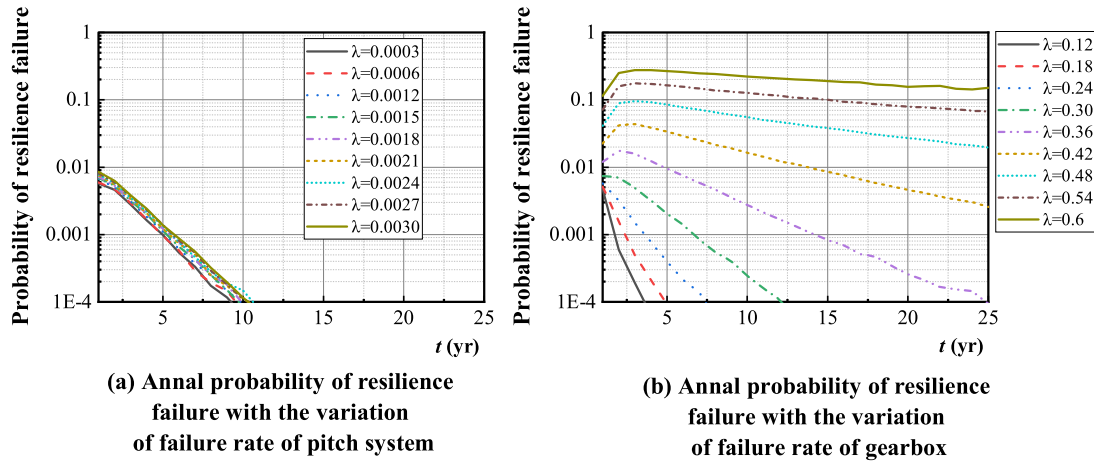 Probability of resilience failure
1
0.1
0.01
0.001
1E-4
5
10
15
20
25
t (yr)
λ=0.0003
λ=0.0006
λ=0.0012
λ=0.0015
λ=0.0018
λ=0.0021
λ=0.0024
λ=0.0027
λ=0.0030
(a) Annal probability of resilience
failure with the variation
of failure rate of pitch system
Probability of resilience failure
1
0.1
0.01
0.001
1E-4
5
10
15
20
25
t (yr)
λ=0.12
λ=0.18
λ=0.24
λ=0.30
λ=0.36
λ=0.42
λ=0.48
λ=0.54
λ=0.6
(b) Annal probability of resilience
failure with the variation
of failure rate of gearbox